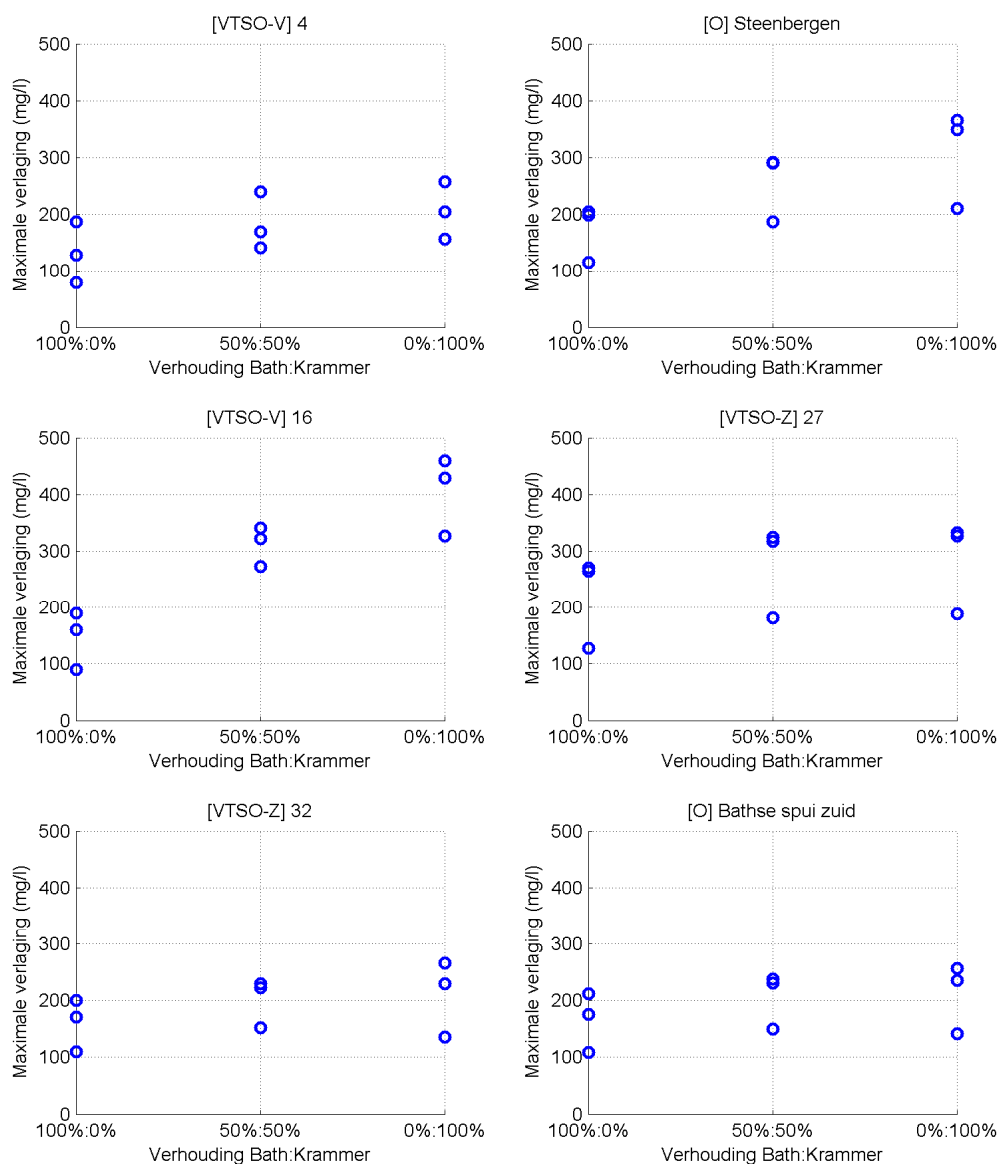 [VTSO-V] 4
500
400
300
200
100
0
Maximale verlaging (mg/l)
100%:0% 50%:50% 0%:100%
Verhouding Bath:Krammer
[O] Steenbergen
500
400
300
200
100
0
Maximale verlaging (mg/l)
100%:0% 50%:50% 0%:100%
Verhouding Bath:Krammer
[VTSO-V] 16
500
400
300
200
100
0
Maximale verlaging (mg/l)
100%:0% 50%:50% 0%:100%
Verhouding Bath:Krammer
[VTSO-Z] 27
500
400
300
200
100
0
Maximale verlaging (mg/l)
100%:0% 50%:50% 0%:100%
Verhouding Bath:Krammer
[VTSO-Z] 32
500
400
300
200
100
0
Maximale verlaging (mg/l)
100%:0% 50%:50% 0%:100%
Verhouding Bath:Krammer
[O] Bathse spui zuid
500
400
300
200
100
0
Maximale verlaging (mg/l)
100%:0% 50%:50% 0%:100%
Verhouding Bath:Krammer